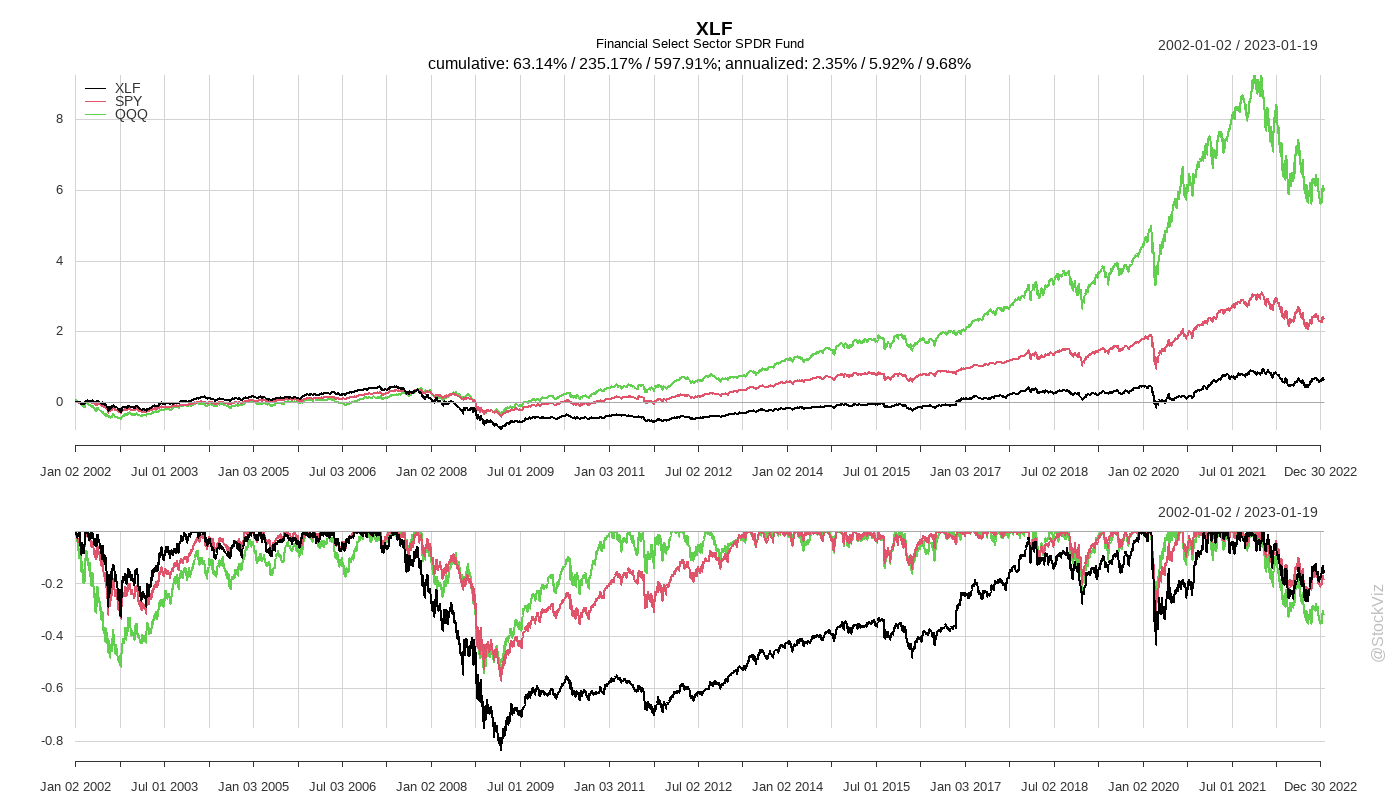 XLF
Financial Select Sector SPDR Fund
2002-01-02 / 2023-01-19
cumulative: 63.14% / 235.17% / 597.91%; annualized: 2.35% / 5.92% / 9.68%
XLF
SPY
QQQ
8
6
4
2
0
Jan 02 2002 Jul 01 2003 Jan 03 2005 Jul 03 2006 Jan 02 2008 Jul 01 2009 Jan 03 2011 Jul 02 2012 Jan 02 2014 Jul 01 2015 Jan 03 2017 Jul 02 2018 Jan 02 2020 Jul 01 2021 Dec 30 2022
2002-01-02 / 2023-01-19
-0.2
-0.4
-0.6
-0.8
Jan 02 2002 Jul 01 2003 Jan 03 2005 Jul 03 2006 Jan 02 2008 Jul 01 2009 Jan 03 2011 Jul 02 2012 Jan 02 2014 Jul 01 2015 Jan 03 2017 Jul 02 2018 Jan 02 2020 Jul 01 2021 Dec 30 2022
@StockViz